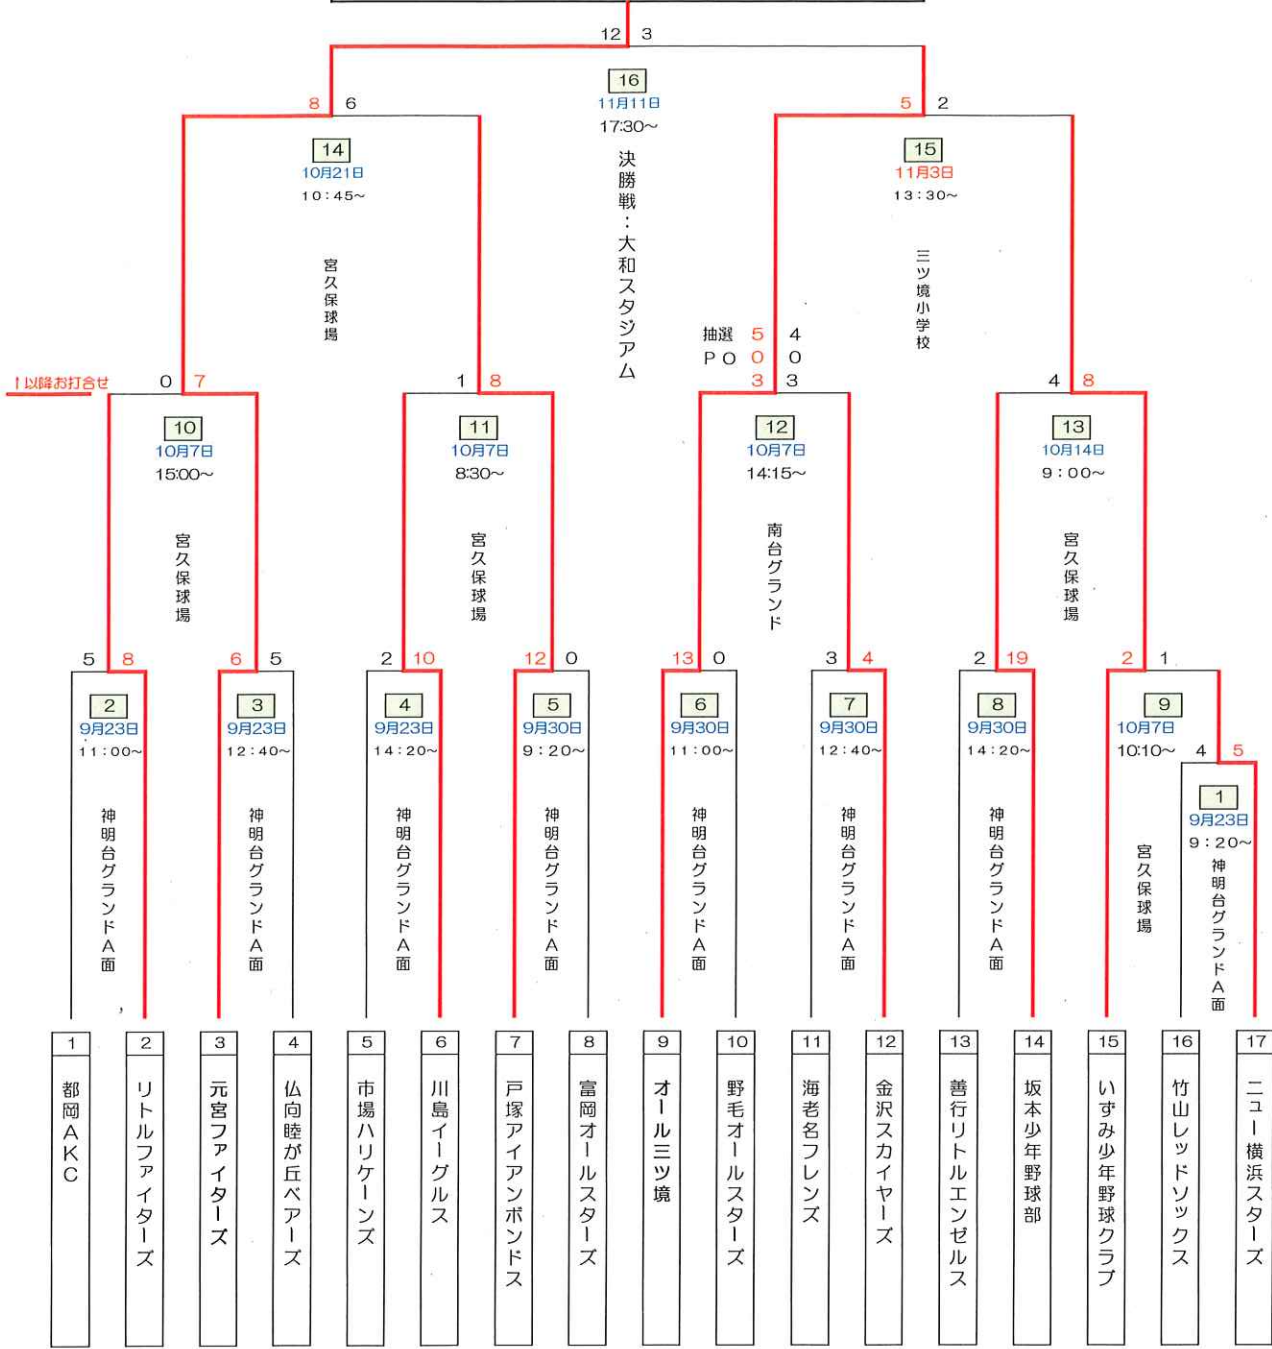 12 3
16
11月11日
17:30～
決勝戦：大和スタジアム
8 6
14
10月21日
10：45～
宮久保球場
5 2
15
11月3日
13：30～
三ツ境小学校
抽選 5 4
ＰＯ 0 0
3 3
↑以降お打合せ
0 7
10
10月7日
15:00～
宮久保球場
1 8
11
10月7日
8:30～
宮久保球場
12
10月7日
14:15～
南台グランド
4 8
13
10月14日
9：00～
宮久保球場
5 8
2
9月23日
11：00～
神明台グランドA面
6 5
3
9月23日
12：40～
神明台グランドA面
2 10
4
9月23日
14：20～
神明台グランドA面
12 0
5
9月30日
9：20～
神明台グランドA面
13 0
6
9月30日
11：00～
神明台グランドA面
3 4
7
9月30日
12：40～
神明台グランドA面
2 19
8
9月30日
14：20～
神明台グランドA面
2 1
9
10月7日
10:10～
宮久保球場
4 5
1
9月23日
9：20～
神明台グランドA面
1
都岡AKC
2
リトルファイターズ
3
元宮ファイターズ
4
仏向睦が丘ベアーズ
5
市場ハリケーンズ
6
川島イーグルス
7
戸塚アイアンボンドス
8
富岡オールスターズ
9
オール三ツ境
10
野毛オールスターズ
11
海老名フレンズ
12
金沢スカイヤーズ
13
善行リトルエンゼルス
14
坂本少年野球部
15
いずみ少年野球クラブ
16
竹山レッドソックス
17
ニュー横浜スターズ